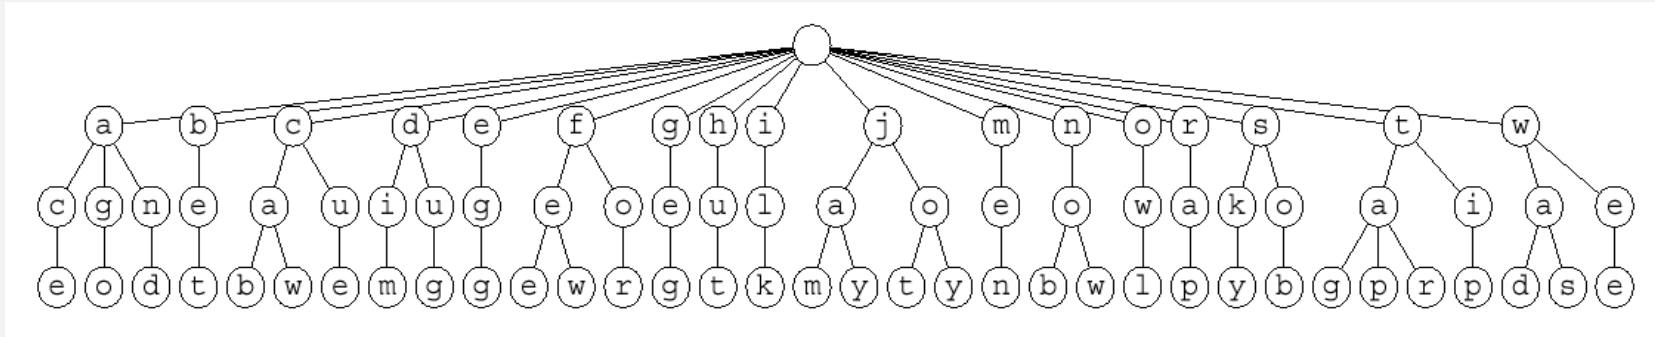 a b c d e f g h i j m n o r s t w
c g n e a u i u g e o e u l a o e o w a k o a i a e
e o d t b w e m g g e w r g t k m y t y n b w l p y b g p r p d s e